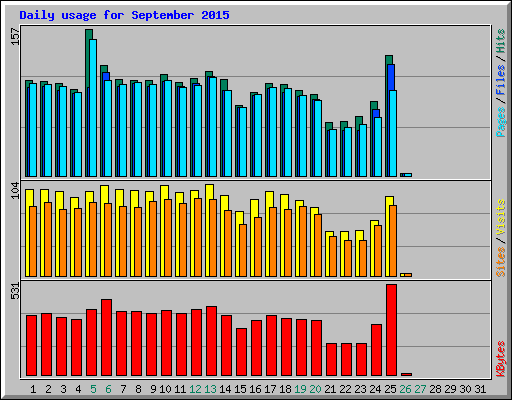 Daily usage for September 2015
157
Pages / Files / Hits
104
Sites / Visits
531
KBytes
1 2 3 4 5 6 7 8 9 10 11 12 13 14 15 16 17 18 19 20 21 22 23 24 25 26 27 28 29 30 31